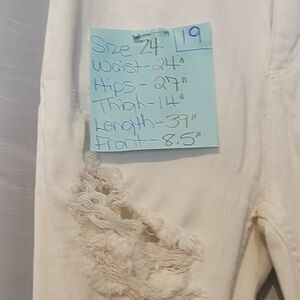 Size 24
19
Waist-24"
Hips-27"
Thigh-14"
Length-39"
Front-8.5"